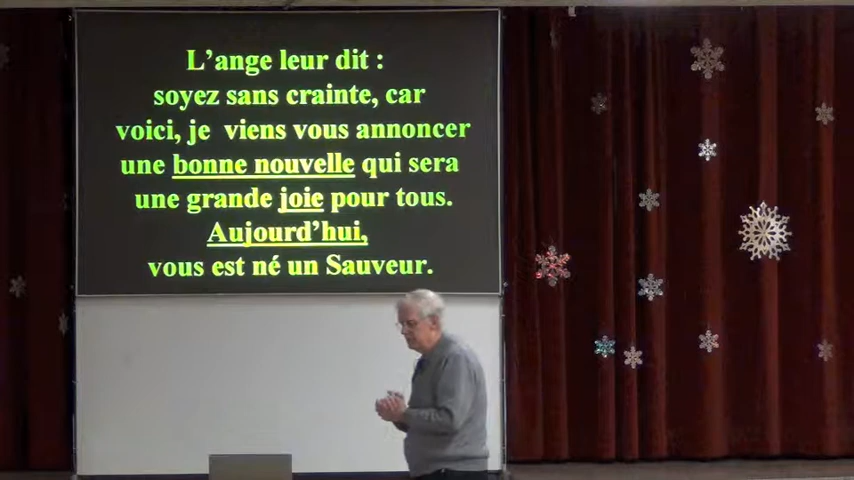 L’ange leur dit :
soyez sans crainte, car
voici, je viens vous annoncer
une bonne nouvelle qui sera
une grande joie pour tous.
Aujourd’hui,
vous est né un Sauveur.